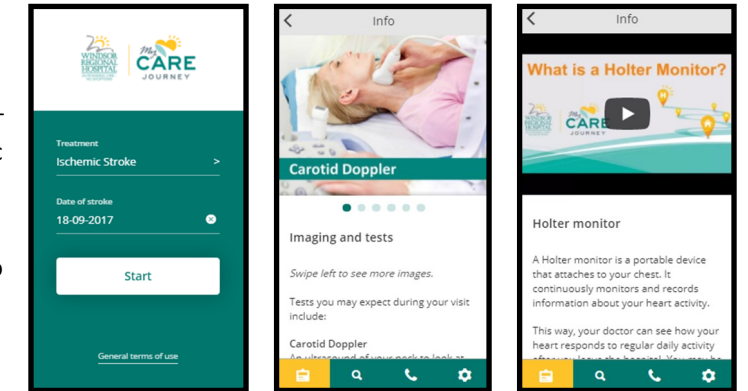 WINDSOR
REGIONAL
HOSPITAL
My
CARE
JOURNEY
Treatment
Ischemic Stroke >
Date of stroke
18-09-2017
Start
General terms of use
Info
Carotid Doppler
Imaging and tests
Swipe left to see more images.
Tests you may expect during your visit
include:
Carotid Doppler
An ultrasound of your neck to look at
Info
What is a Holter Monitor?
WINDSOR
REGIONAL
HOSPITAL
My
CARE
JOURNEY
Holter monitor
A Holter monitor is a portable device
that attaches to your chest. It
continuously monitors and records
information about your heart activity.
This way, your doctor can see how your
heart responds to regular daily activity
after you leave the hospital. You may be